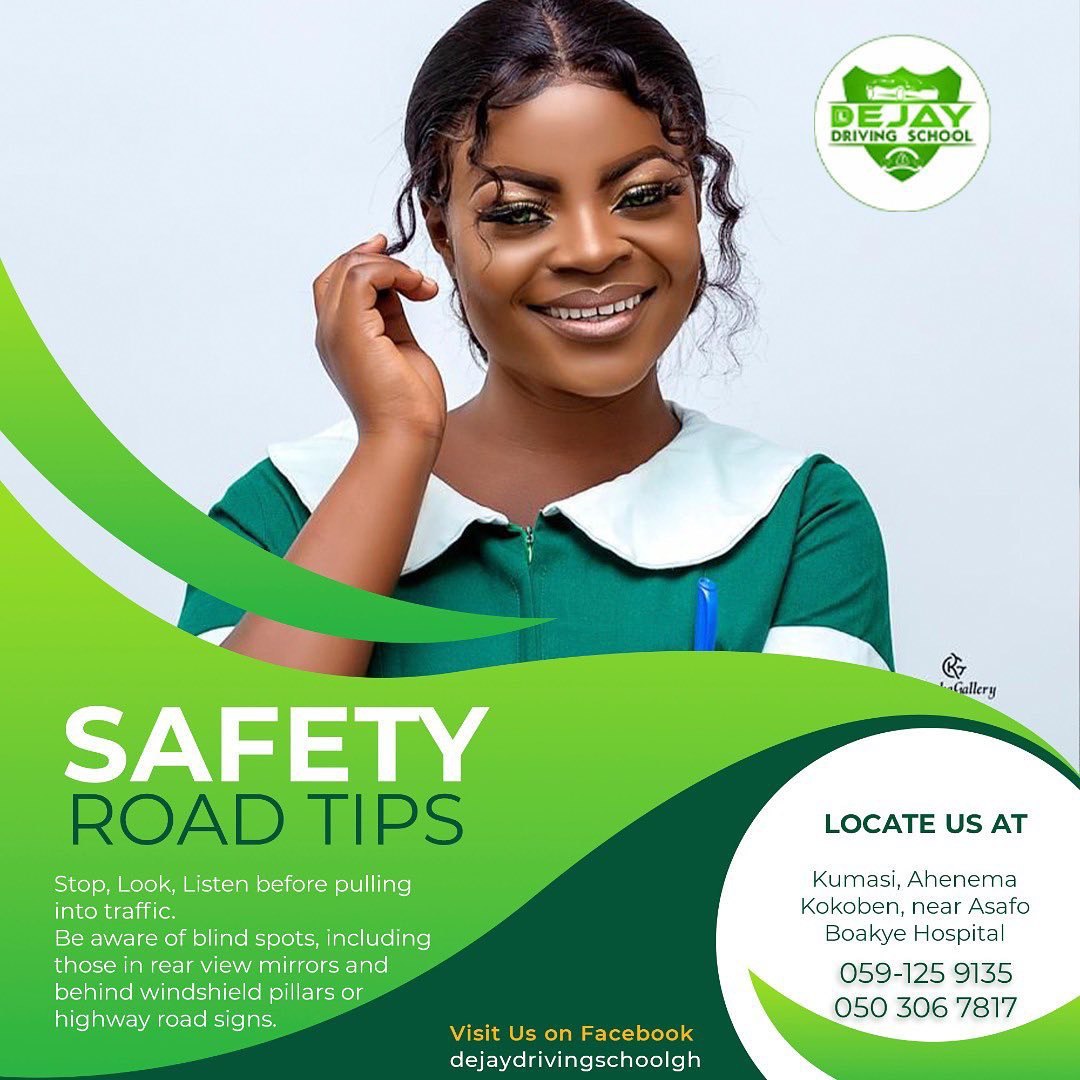 DEJAY
DRIVING SCHOOL
SAFETY
ROAD TIPS
Stop, Look, Listen before pulling
into traffic.
Be aware of blind spots, including
those in rear view mirrors and
behind windshield pillars or
highway road signs.
Visit Us on Facebook
dejaydrivingschoolgh
LOCATE US AT
Kumasi, Ahenema
Kokoben, near Asafo
Boakye Hospital
059-125 9135
050 306 7817